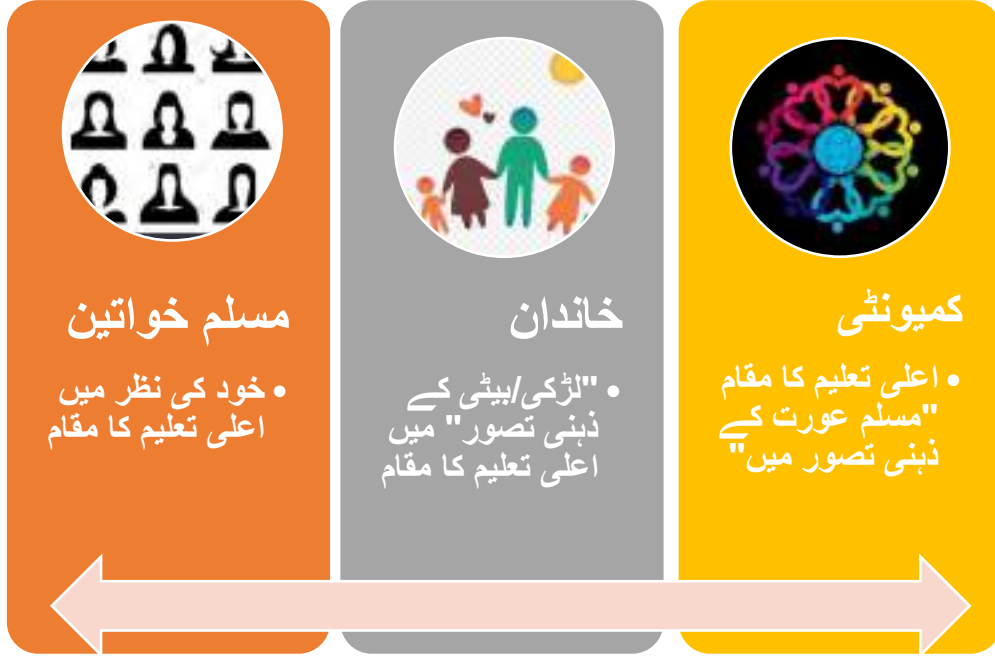 کمیونٹی
• اعلی تعلیم کا مقام
"مسلم عورت کے
ذہنی تصور میں"
خاندان
• "لڑکی/بیٹی کے
ذہنی تصور" میں
اعلی تعلیم کا مقام
مسلم خواتین
• خود کی نظر میں
اعلی تعلیم کا مقام